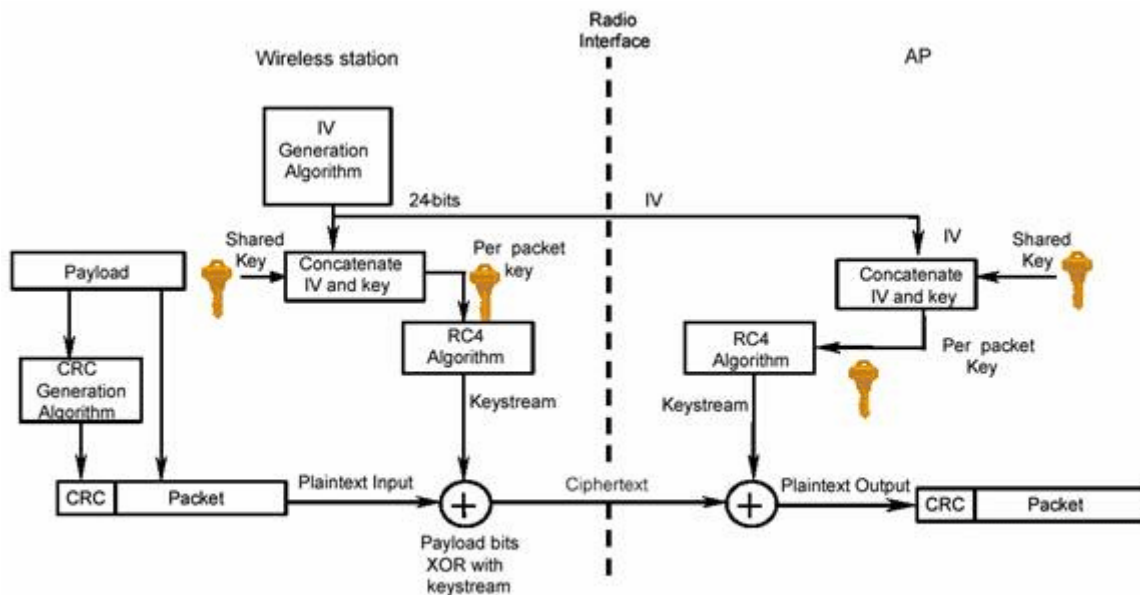 Radio
Interface
Wireless station
AP
IV
Generation
Algorithm
24-bits
IV
Shared
Key
Concatenate
IV and key
Per packet
key
IV
Shared
Key
Concatenate
IV and key
Payload
RC4
Algorithm
RC4
Algorithm
Per packet
Key
CRC
Generation
Algorithm
Keystream
Keystream
CRC
Packet
Plaintext Input
+
Ciphertext
+
Plaintext Output
CRC
Packet
Payload bits
XOR with
keystream